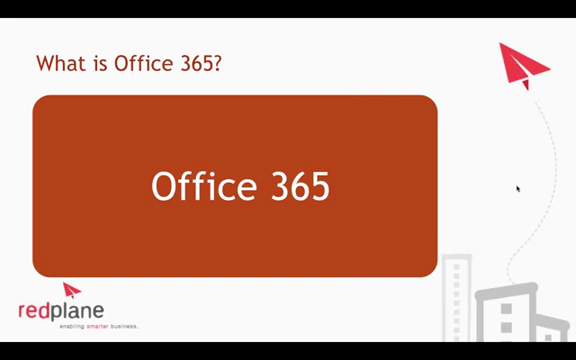 What is Office 365?
Office 365
redplane
enabling smarter business.